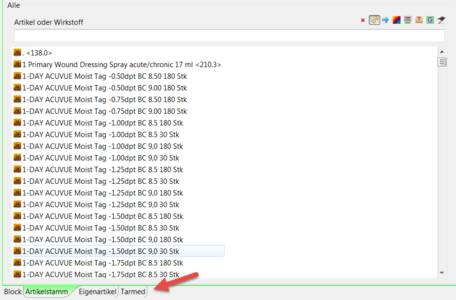 Alle
Artikel oder Wirkstoff
. <138.0>
1 Primary Wound Dressing Spray acute/chronic 17 ml <210.3>
1-DAY ACUVUE Moist Tag -0.50dpt BC 8.50 180 Stk
1-DAY ACUVUE Moist Tag -0.50dpt BC 9.00 180 Stk
1-DAY ACUVUE Moist Tag -0.75dpt BC 8.50 180 Stk
1-DAY ACUVUE Moist Tag -0.75dpt BC 9.00 180 Stk
1-DAY ACUVUE Moist Tag -1.00dpt BC 8.5 180 Stk
1-DAY ACUVUE Moist Tag -1.00dpt BC 8.5 30 Stk
1-DAY ACUVUE Moist Tag -1.00dpt BC 9,0 180 Stk
1-DAY ACUVUE Moist Tag -1.00dpt BC 9,0 30 Stk
1-DAY ACUVUE Moist Tag -1.25dpt BC 8.5 180 Stk
1-DAY ACUVUE Moist Tag -1.25dpt BC 8.5 30 Stk
1-DAY ACUVUE Moist Tag -1.25dpt BC 9,0 180 Stk
1-DAY ACUVUE Moist Tag -1.25dpt BC 9,0 30 Stk
1-DAY ACUVUE Moist Tag -1.50dpt BC 8.5 180 Stk
1-DAY ACUVUE Moist Tag -1.50dpt BC 8.5 30 Stk
1-DAY ACUVUE Moist Tag -1.50dpt BC 9,0 180 Stk
1-DAY ACUVUE Moist Tag -1.50dpt BC 9,0 30 Stk
1-DAY ACUVUE Moist Tag -1.75dpt BC 8.5 180 Stk
1-DAY ACUVUE Moist Tag -1.75dpt BC 8.5 30 Stk
Block Artikelstamm Eigenartikel Tarmed